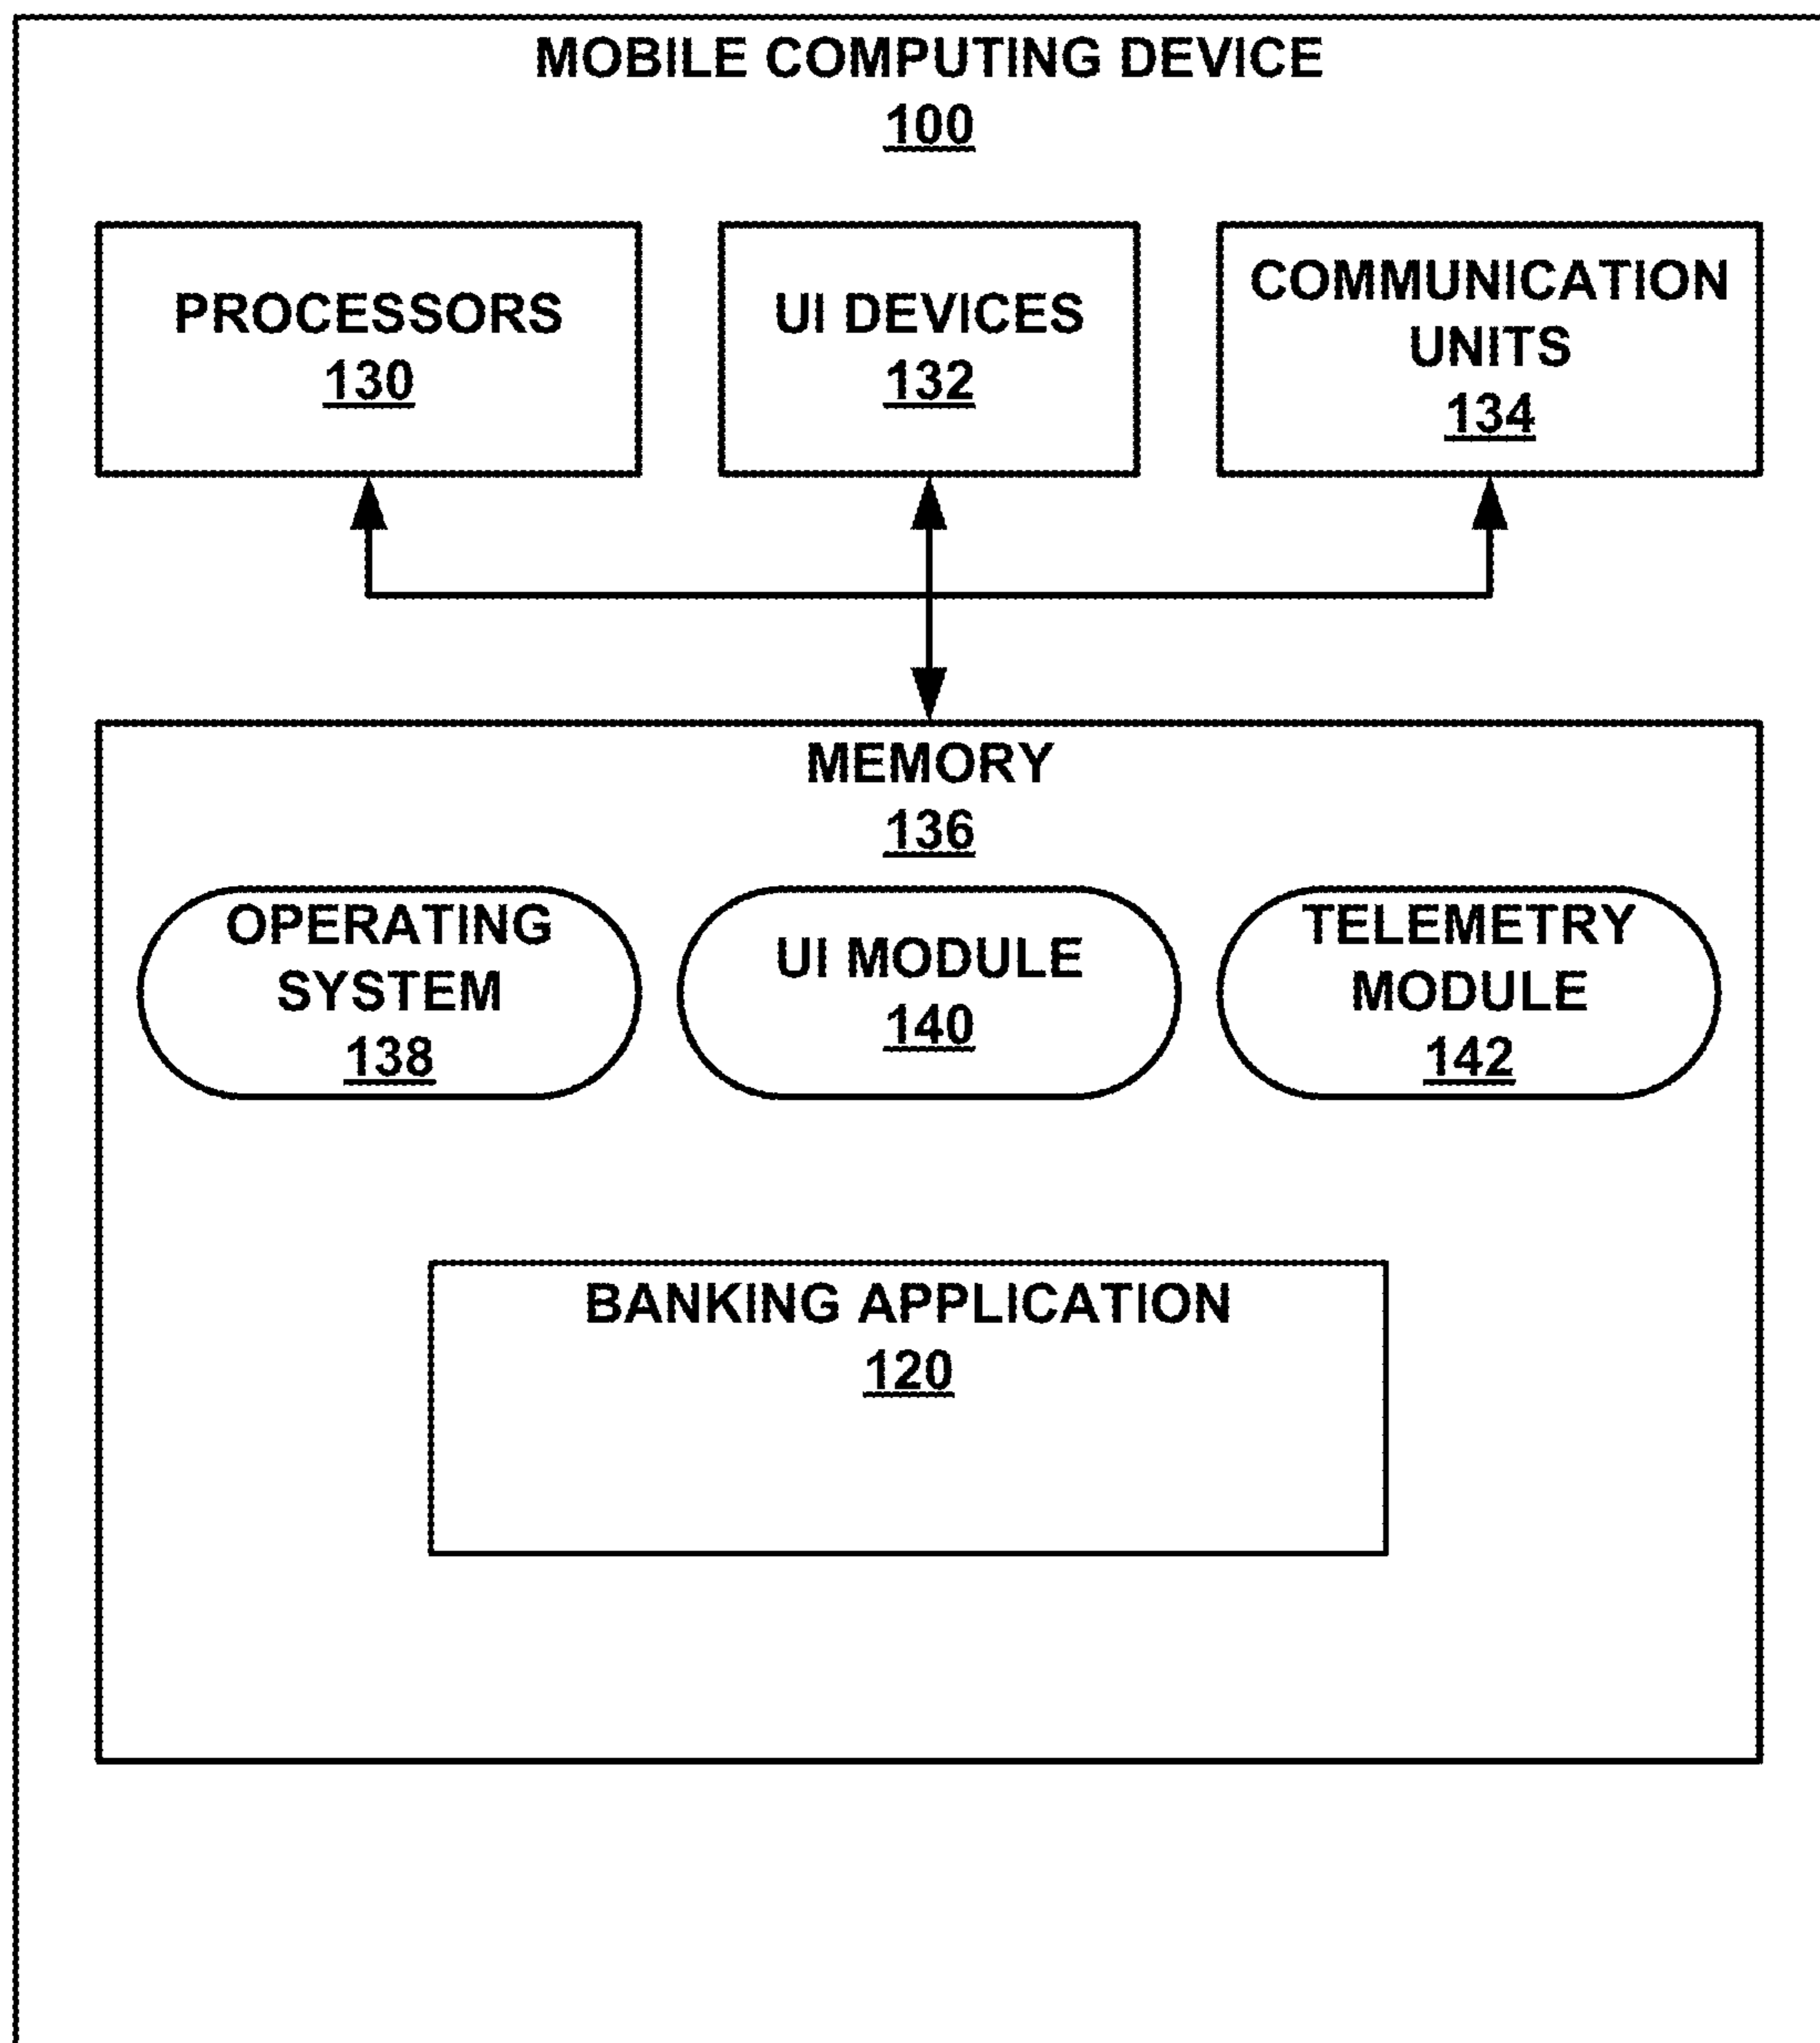 MOBILE COMPUTING DEVICE
100
PROCESSORS
130
UI DEVICES
132
COMMUNICATION
UNITS
134
MEMORY
136
OPERATING
SYSTEM
138
UI MODULE
140
TELEMETRY
MODULE
142
BANKING APPLICATION
120